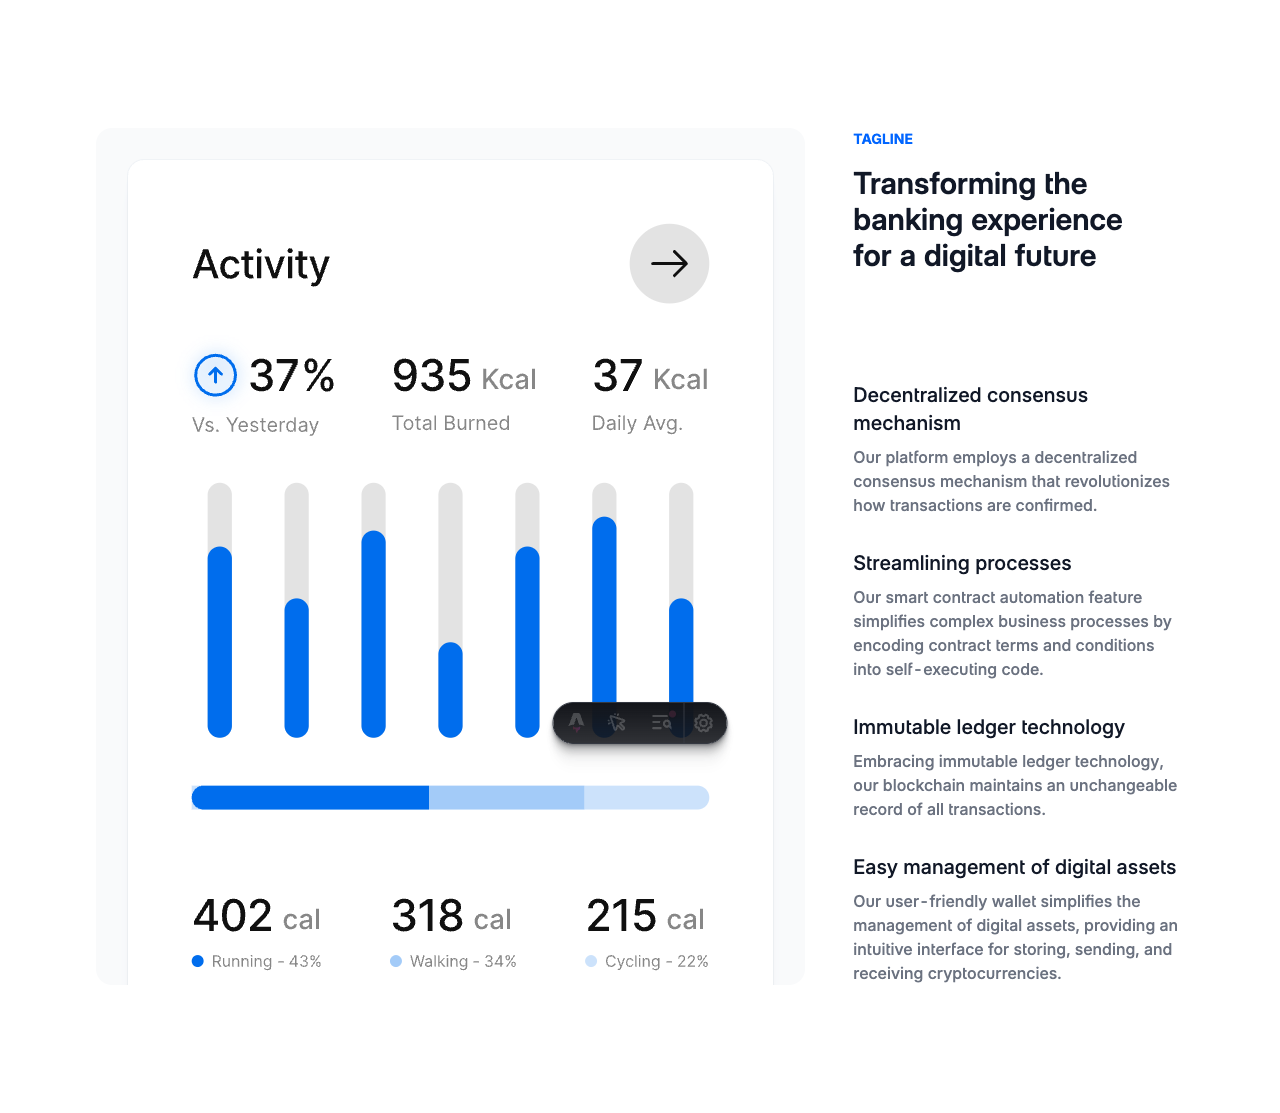 Activity
37%
Vs. Yesterday
935 Kcal
Total Burned
37 Kcal
Daily Avg.
402 cal
Running - 43%
318 cal
Walking - 34%
215 cal
Cycling - 22%
TAGLINE
Transforming the
banking experience
for a digital future
Decentralized consensus
mechanism
Our platform employs a decentralized
consensus mechanism that revolutionizes
how transactions are confirmed.
Streamlining processes
Our smart contract automation feature
simplifies complex business processes by
encoding contract terms and conditions
into self-executing code.
Immutable ledger technology
Embracing immutable ledger technology,
our blockchain maintains an unchangeable
record of all transactions.
Easy management of digital assets
Our user-friendly wallet simplifies the
management of digital assets, providing an
intuitive interface for storing, sending, and
receiving cryptocurrencies.